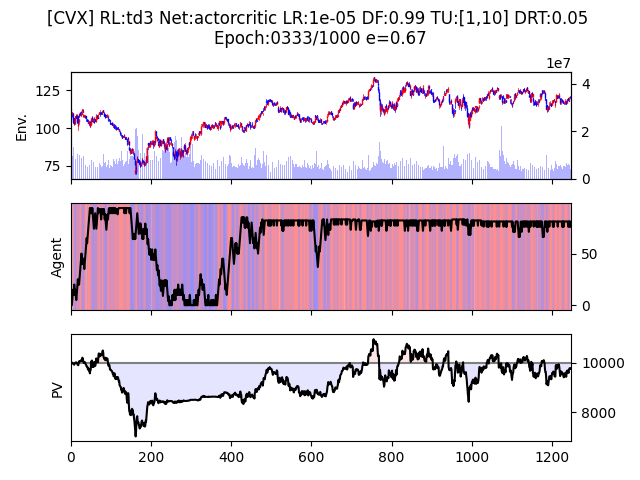 [CVX] RL:td3 Net:actorcritic LR:1e-05 DF:0.99 TU:[1,10] DRT:0.05
Epoch:0333/1000 e=0.67
1e7
125
100
75
Env.
4
2
0
Agent
50
0
PV
10000
8000
0 200 400 600 800 1000 1200